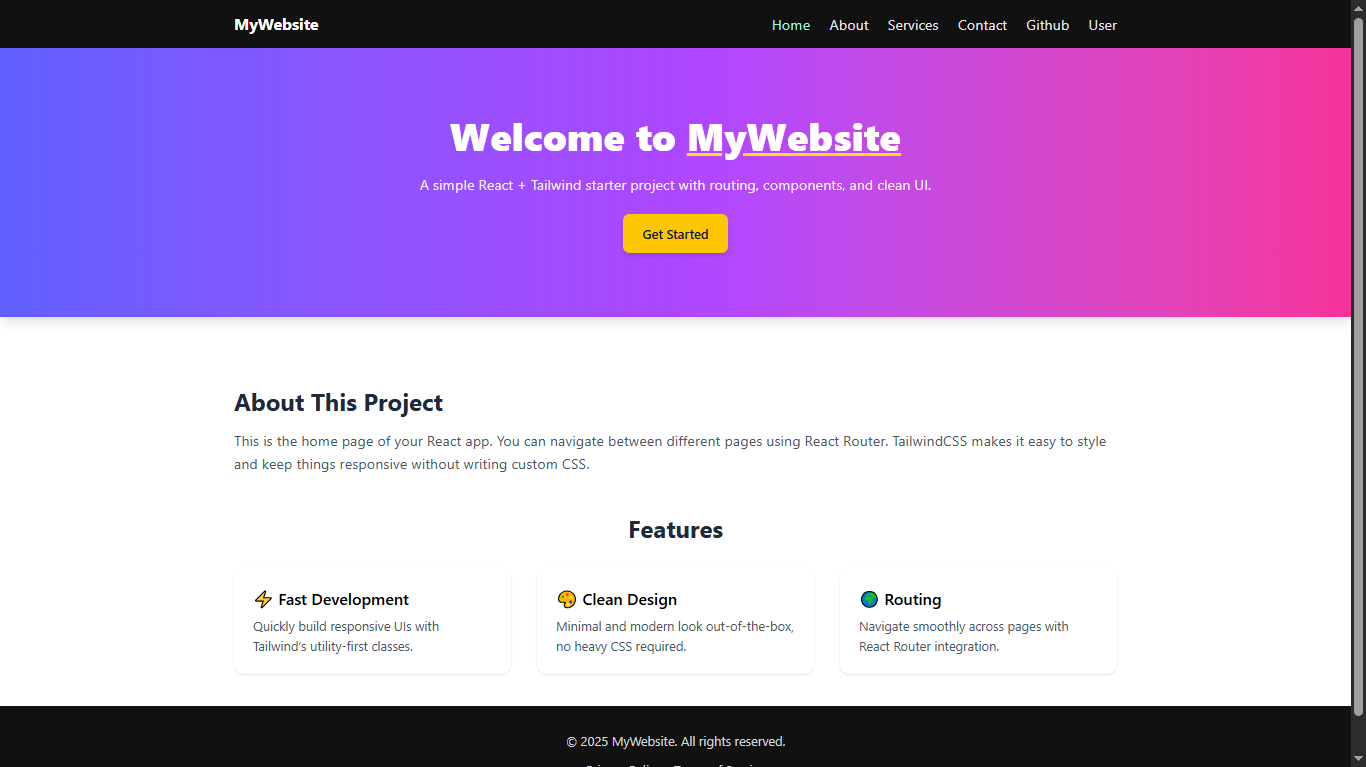 MyWebsite
Home About Services Contact Github User
Welcome to MyWebsite
A simple React + Tailwind starter project with routing, components, and clean UI.
Get Started
About This Project
This is the home page of your React app. You can navigate between different pages using React Router. TailwindCSS makes it easy to style
and keep things responsive without writing custom CSS.
Features
Fast Development
Quickly build responsive UIs with
Tailwind’s utility-first classes.
Clean Design
Minimal and modern look out-of-the-box,
no heavy CSS required.
Routing
Navigate smoothly across pages with
React Router integration.
© 2025 MyWebsite. All rights reserved.